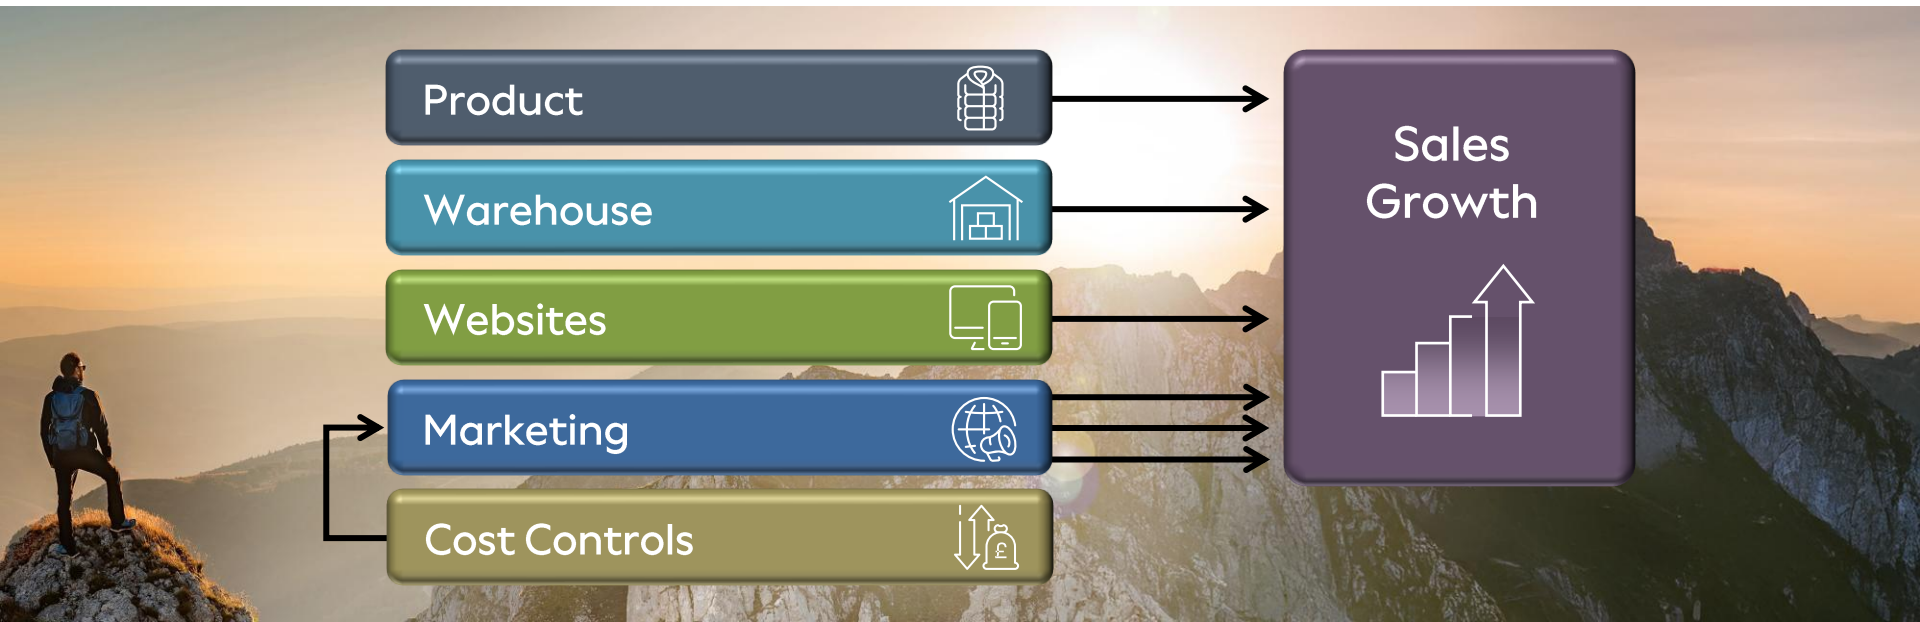 Product
Warehouse
Websites
Marketing
Cost Controls
£
Sales
Growth